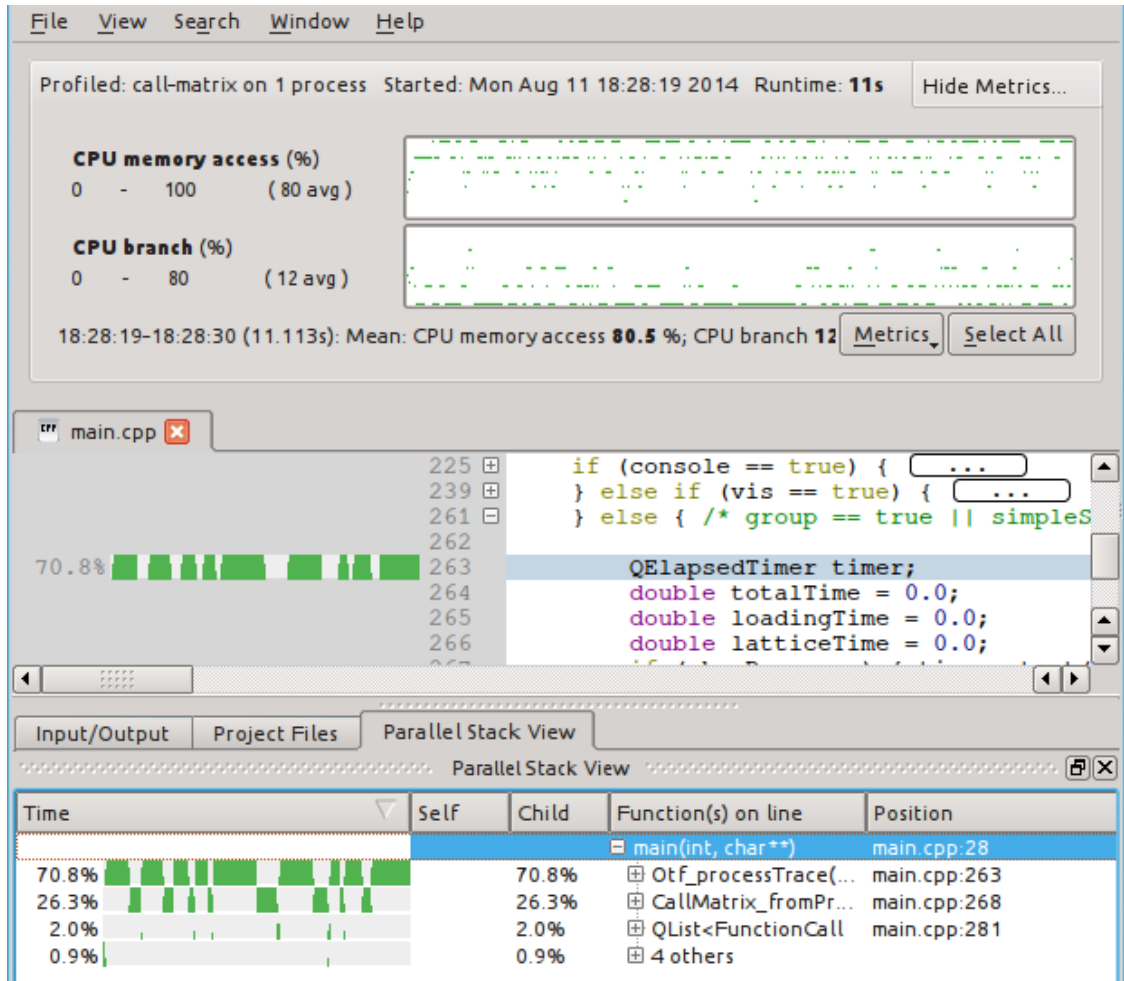 File View Search Window Help
Profiled: call-matrix on 1 process Started: Mon Aug 11 18:28:19 2014 Runtime: 11s Hide Metrics...
CPU memory access (%)
0 - 100 ( 80 avg )
CPU branch (%)
0 - 80 ( 12 avg )
18:28:19-18:28:30 (11.113s): Mean: CPU memory access 80.5 %; CPU branch 12 Metrics Select All
main.cpp
225 if (console == true) { ...
239 } else if (vis == true) { ...
261 } else { /* group == true || simpleS
262
70.8% 263 QElapsedTimer timer;
264 double totalTime = 0.0;
265 double loadingTime = 0.0;
266 double latticeTime = 0.0;
Input/Output Project Files Parallel Stack View
Parallel Stack View
Time Self Child Function(s) on line Position
main(int, char**) main.cpp:28
70.8% 70.8% Otf_processTrace(... main.cpp:263
26.3% 26.3% CallMatrix_fromPr... main.cpp:268
2.0% 2.0% QList<FunctionCall main.cpp:281
0.9% 0.9% 4 others